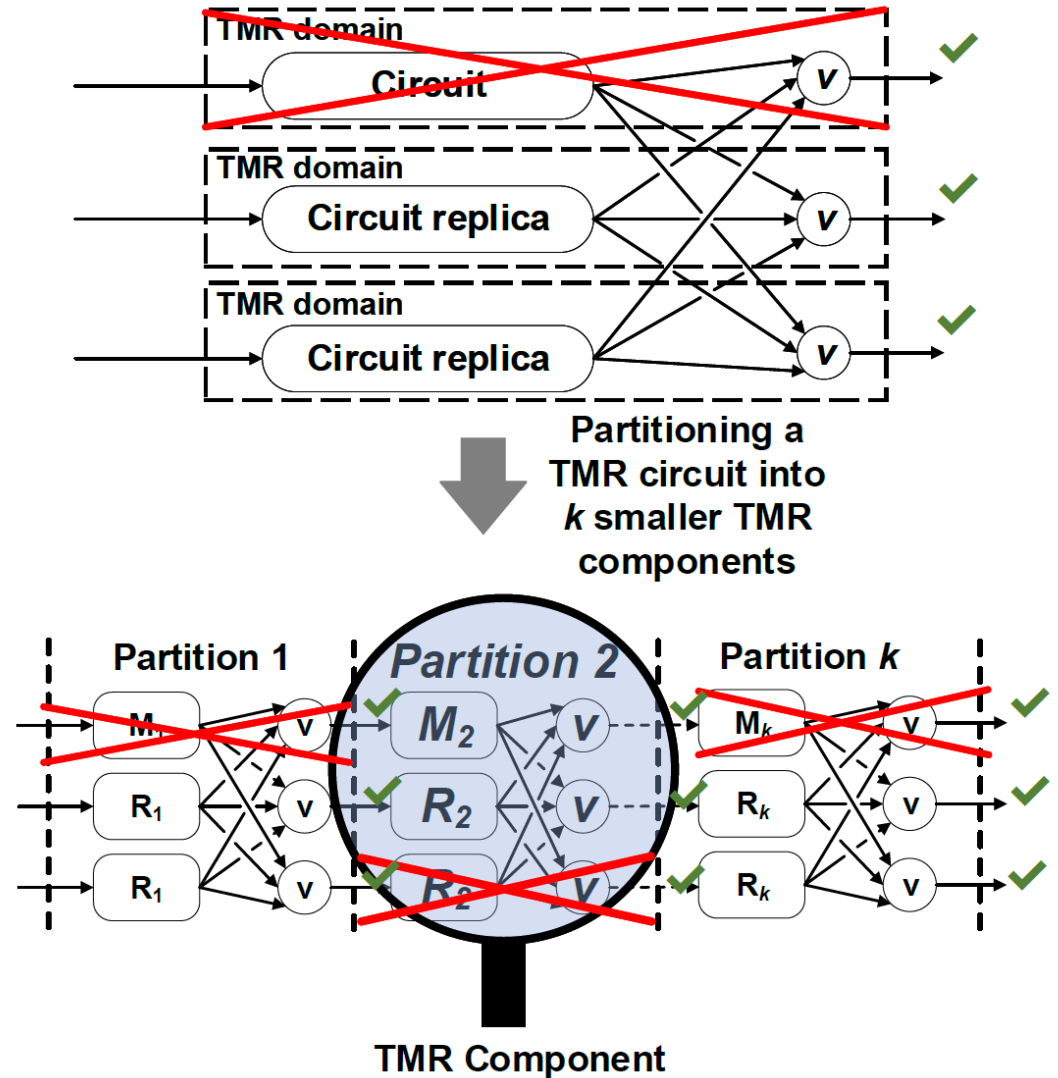 TMR domain
Circuit
v
TMR domain
Circuit replica
v
TMR domain
Circuit replica
v
Partitioning a
TMR circuit into
k smaller TMR
components
Partition 1
Partition 2
Partition k
M₁
v
M₂
v
Mₖ
v
R₁
v
R₂
v
Rₖ
v
R₁
v
R₂
v
Rₖ
v
TMR Component